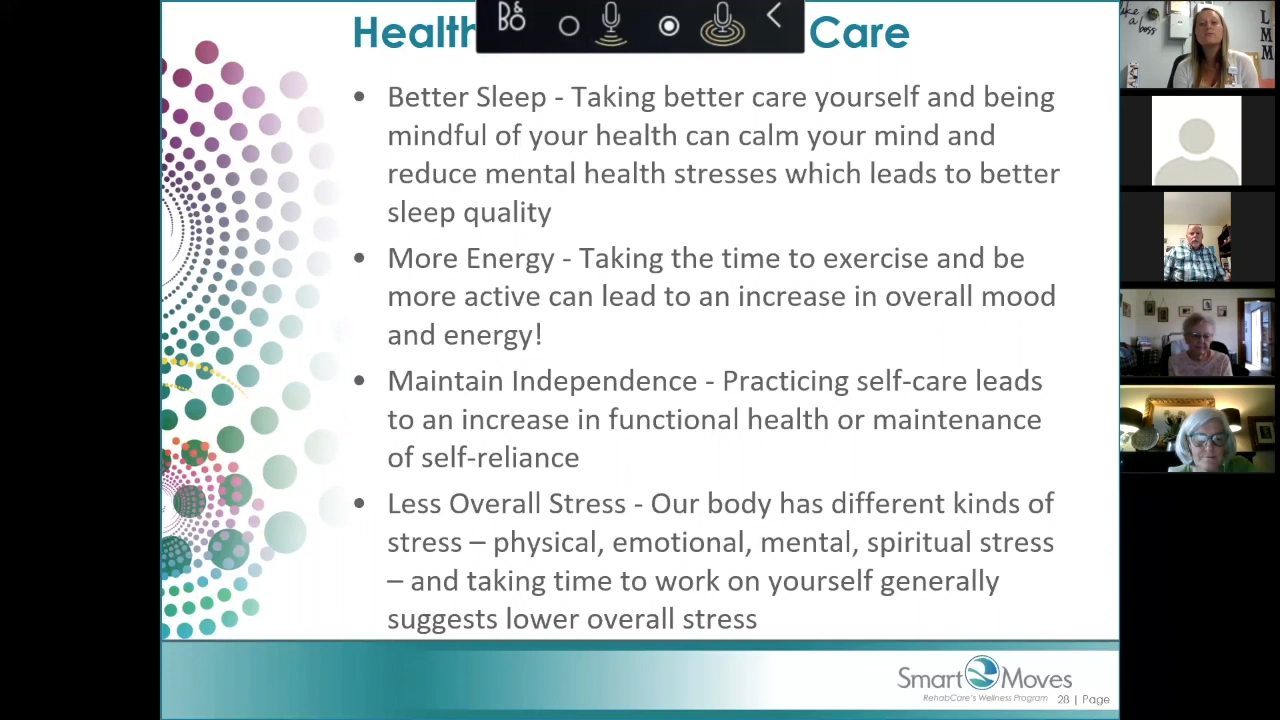 Health
Care
B&O
• Better Sleep - Taking better care yourself and being
mindful of your health can calm your mind and
reduce mental health stresses which leads to better
sleep quality
• More Energy - Taking the time to exercise and be
more active can lead to an increase in overall mood
and energy!
• Maintain Independence - Practicing self-care leads
to an increase in functional health or maintenance
of self-reliance
• Less Overall Stress - Our body has different kinds of
stress – physical, emotional, mental, spiritual stress
– and taking time to work on yourself generally
suggests lower overall stress
Smart Moves
RehabCare's Wellness Program
28 | Page
like
a boss
L
M
M